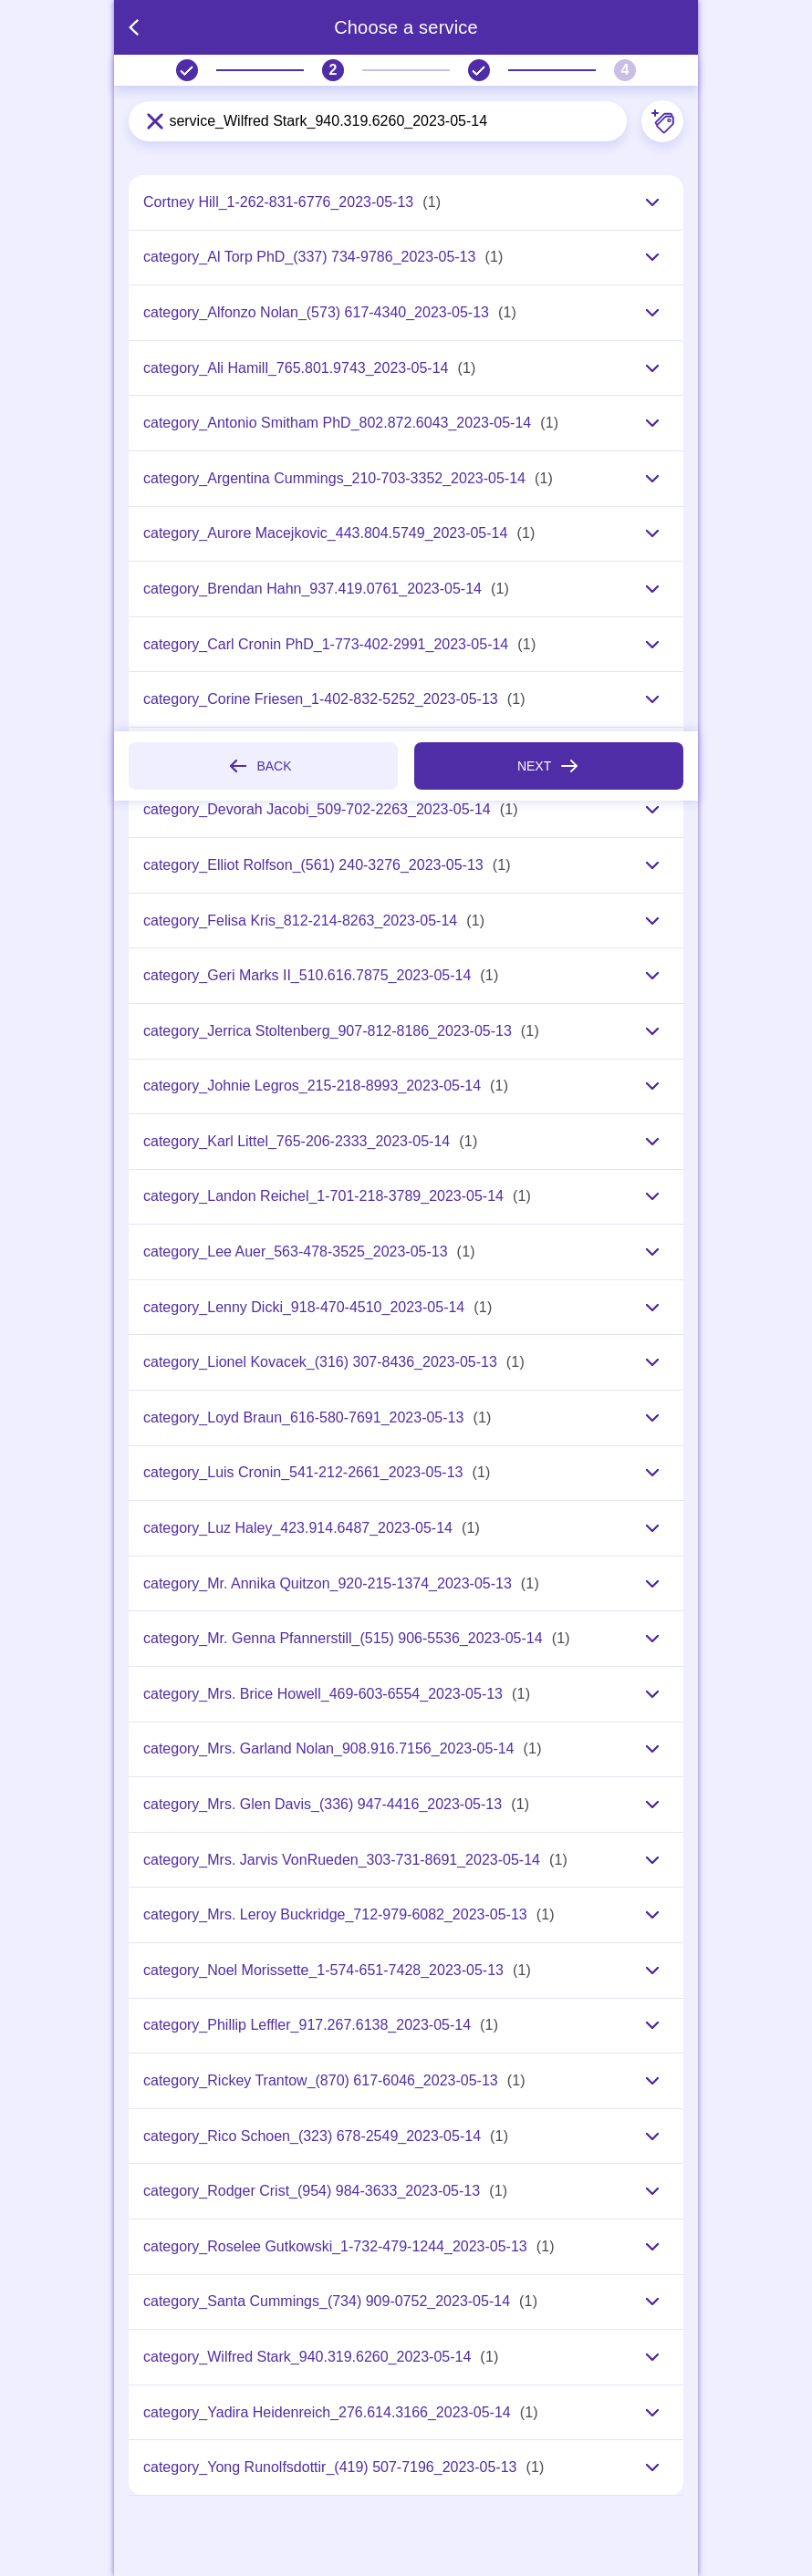 Choose a service
2
4
service_Wilfred Stark_940.319.6260_2023-05-14
Cortney Hill_1-262-831-6776_2023-05-13 (1)
category_Al Torp PhD_(337) 734-9786_2023-05-13 (1)
category_Alfonzo Nolan_(573) 617-4340_2023-05-13 (1)
category_Ali Hamill_765.801.9743_2023-05-14 (1)
category_Antonio Smitham PhD_802.872.6043_2023-05-14 (1)
category_Argentina Cummings_210-703-3352_2023-05-14 (1)
category_Aurore Macejkovic_443.804.5749_2023-05-14 (1)
category_Brendan Hahn_937.419.0761_2023-05-14 (1)
category_Carl Cronin PhD_1-773-402-2991_2023-05-14 (1)
category_Corine Friesen_1-402-832-5252_2023-05-13 (1)
BACK
NEXT
category_Devorah Jacobi_509-702-2263_2023-05-14 (1)
category_Elliot Rolfson_(561) 240-3276_2023-05-13 (1)
category_Felisa Kris_812-214-8263_2023-05-14 (1)
category_Geri Marks II_510.616.7875_2023-05-14 (1)
category_Jerrica Stoltenberg_907-812-8186_2023-05-13 (1)
category_Johnie Legros_215-218-8993_2023-05-14 (1)
category_Karl Littel_765-206-2333_2023-05-14 (1)
category_Landon Reichel_1-701-218-3789_2023-05-14 (1)
category_Lee Auer_563-478-3525_2023-05-13 (1)
category_Lenny Dicki_918-470-4510_2023-05-14 (1)
category_Lionel Kovacek_(316) 307-8436_2023-05-13 (1)
category_Loyd Braun_616-580-7691_2023-05-13 (1)
category_Luis Cronin_541-212-2661_2023-05-13 (1)
category_Luz Haley_423.914.6487_2023-05-14 (1)
category_Mr. Annika Quitzon_920-215-1374_2023-05-13 (1)
category_Mr. Genna Pfannerstill_(515) 906-5536_2023-05-14 (1)
category_Mrs. Brice Howell_469-603-6554_2023-05-13 (1)
category_Mrs. Garland Nolan_908.916.7156_2023-05-14 (1)
category_Mrs. Glen Davis_(336) 947-4416_2023-05-13 (1)
category_Mrs. Jarvis VonRueden_303-731-8691_2023-05-14 (1)
category_Mrs. Leroy Buckridge_712-979-6082_2023-05-13 (1)
category_Noel Morissette_1-574-651-7428_2023-05-13 (1)
category_Phillip Leffler_917.267.6138_2023-05-14 (1)
category_Rickey Trantow_(870) 617-6046_2023-05-13 (1)
category_Rico Schoen_(323) 678-2549_2023-05-14 (1)
category_Rodger Crist_(954) 984-3633_2023-05-13 (1)
category_Roselee Gutkowski_1-732-479-1244_2023-05-13 (1)
category_Santa Cummings_(734) 909-0752_2023-05-14 (1)
category_Wilfred Stark_940.319.6260_2023-05-14 (1)
category_Yadira Heidenreich_276.614.3166_2023-05-14 (1)
category_Yong Runolfsdottir_(419) 507-7196_2023-05-13 (1)